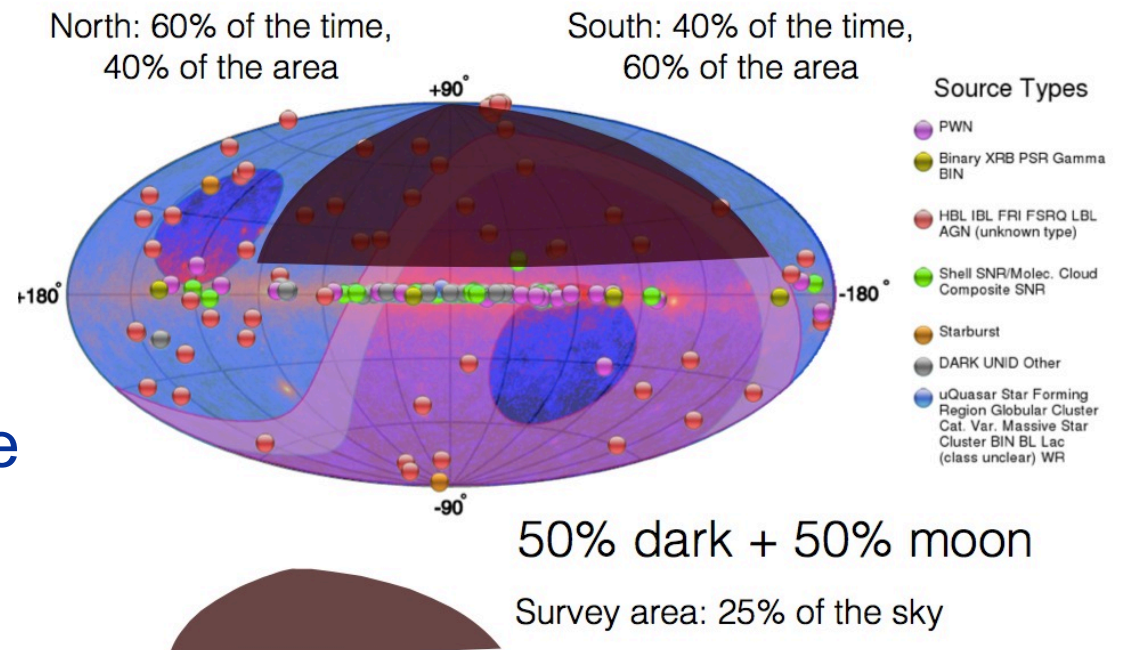 North: 60% of the time,
40% of the area
South: 40% of the time,
60% of the area
+90°
+180°
-180°
-90°
Source Types
PWN
Binary XRB PSR Gamma
BIN
HBL IBL FRI FSRQ LBL
AGN (unknown type)
Shell SNR/Molec. Cloud
Composite SNR
Starburst
DARK UNID Other
uQuasar Star Forming
Region Globular Cluster
Cat. Var. Massive Star
Cluster BIN BL Lac
(class unclear) WR
e
50% dark + 50% moon
Survey area: 25% of the sky